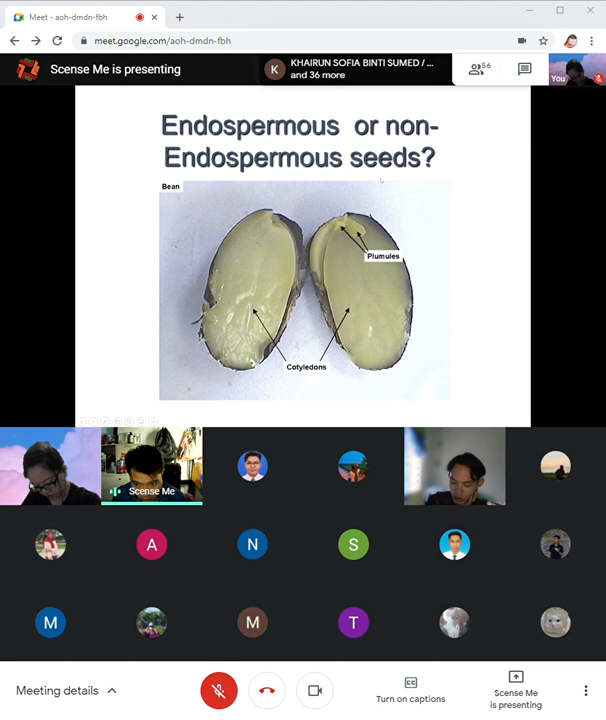 Meet - aoh-dmdn-fbh
meet.google.com/aoh-dmdn-fbh
Scense Me is presenting
K
KHAIRUN SOFIA BINTI SUMED / ...
and 36 more
56
You
Endospermous or non-
Endospermous seeds?
Bean
Plumules
Cotyledons
Scense Me
A
N
S
M
M
T
Meeting details
CC
Turn on captions
Scense Me
is presenting